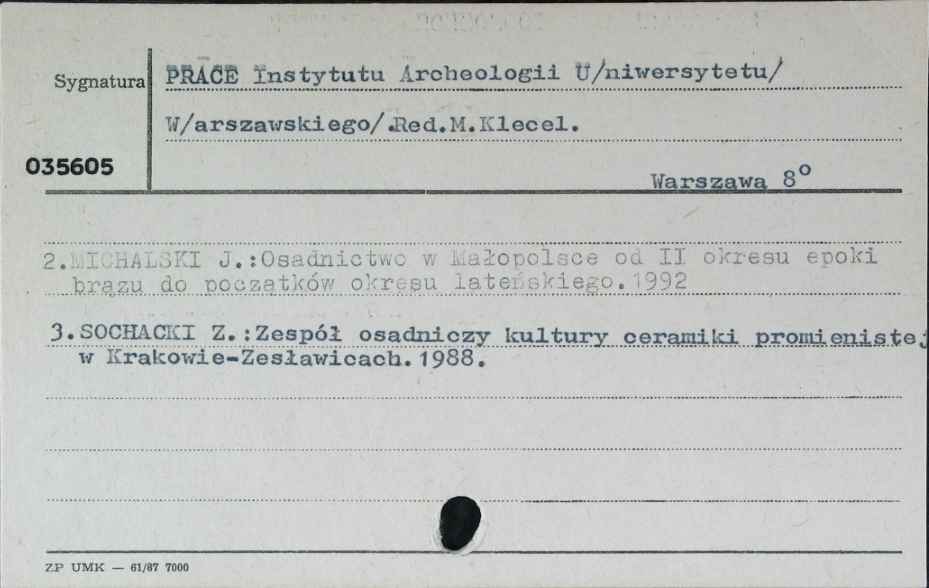 Sygnatura
PRACE Instytutu Archeologii U/niwersytetu/
W/arszawskiego/.Red.M.Klecel.
035605
Warszawa 8°
2.MICHALSKI J.:Osadnictwo w Małopolsce od II okresu epoki
brązu do początków okresu lateńskiego.1992
3.SOCHACKI Z.:Zespół osadniczy kultury ceramiki promienistej
w Krakowie-Zesławicach.1988.
ZP UMK — 61/87 7000